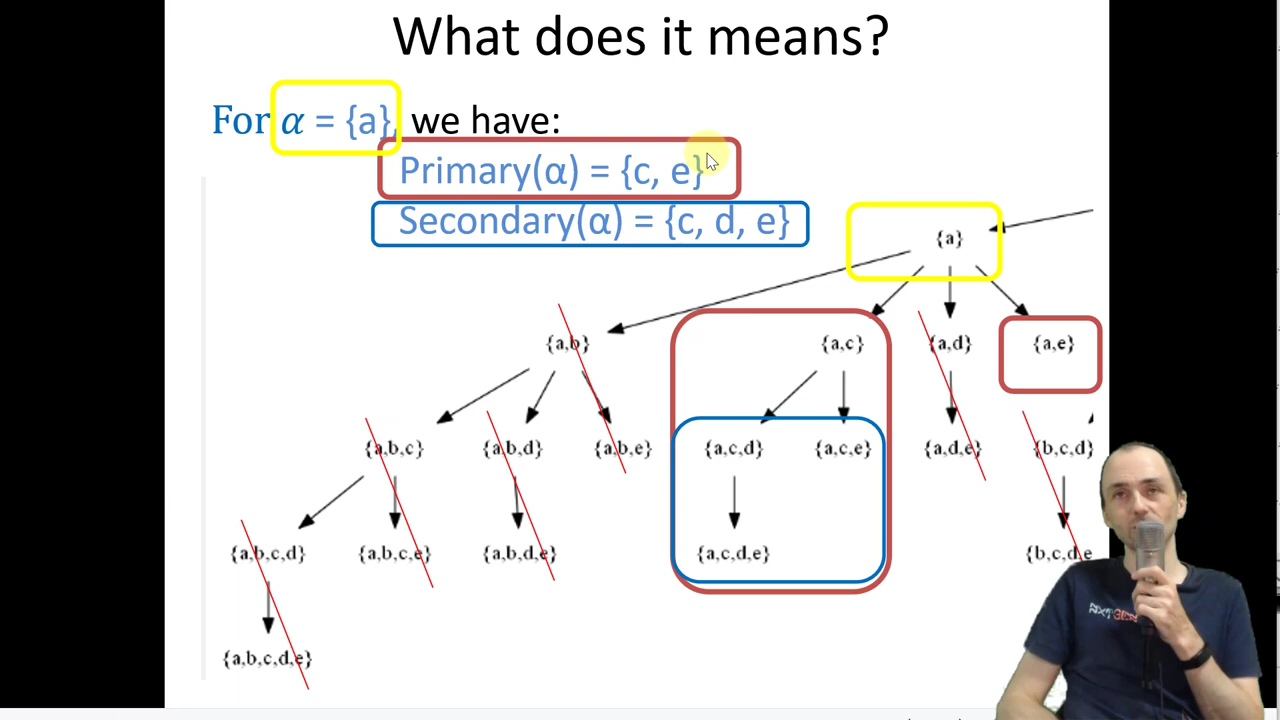 What does it means?
For α = {a}, we have:
Primary(α) = {c, e}
Secondary(α) = {c, d, e}
{a}
{a,b} {a,c} {a,d} {a,e}
{a,b,c} {a,b,d} {a,b,e} {a,c,d} {a,c,e} {a,d,e} {b,c,d}
{a,b,c,d} {a,b,c,e} {a,b,d,e} {a,c,d,e} {b,c,d,e
{a,b,c,d,e}